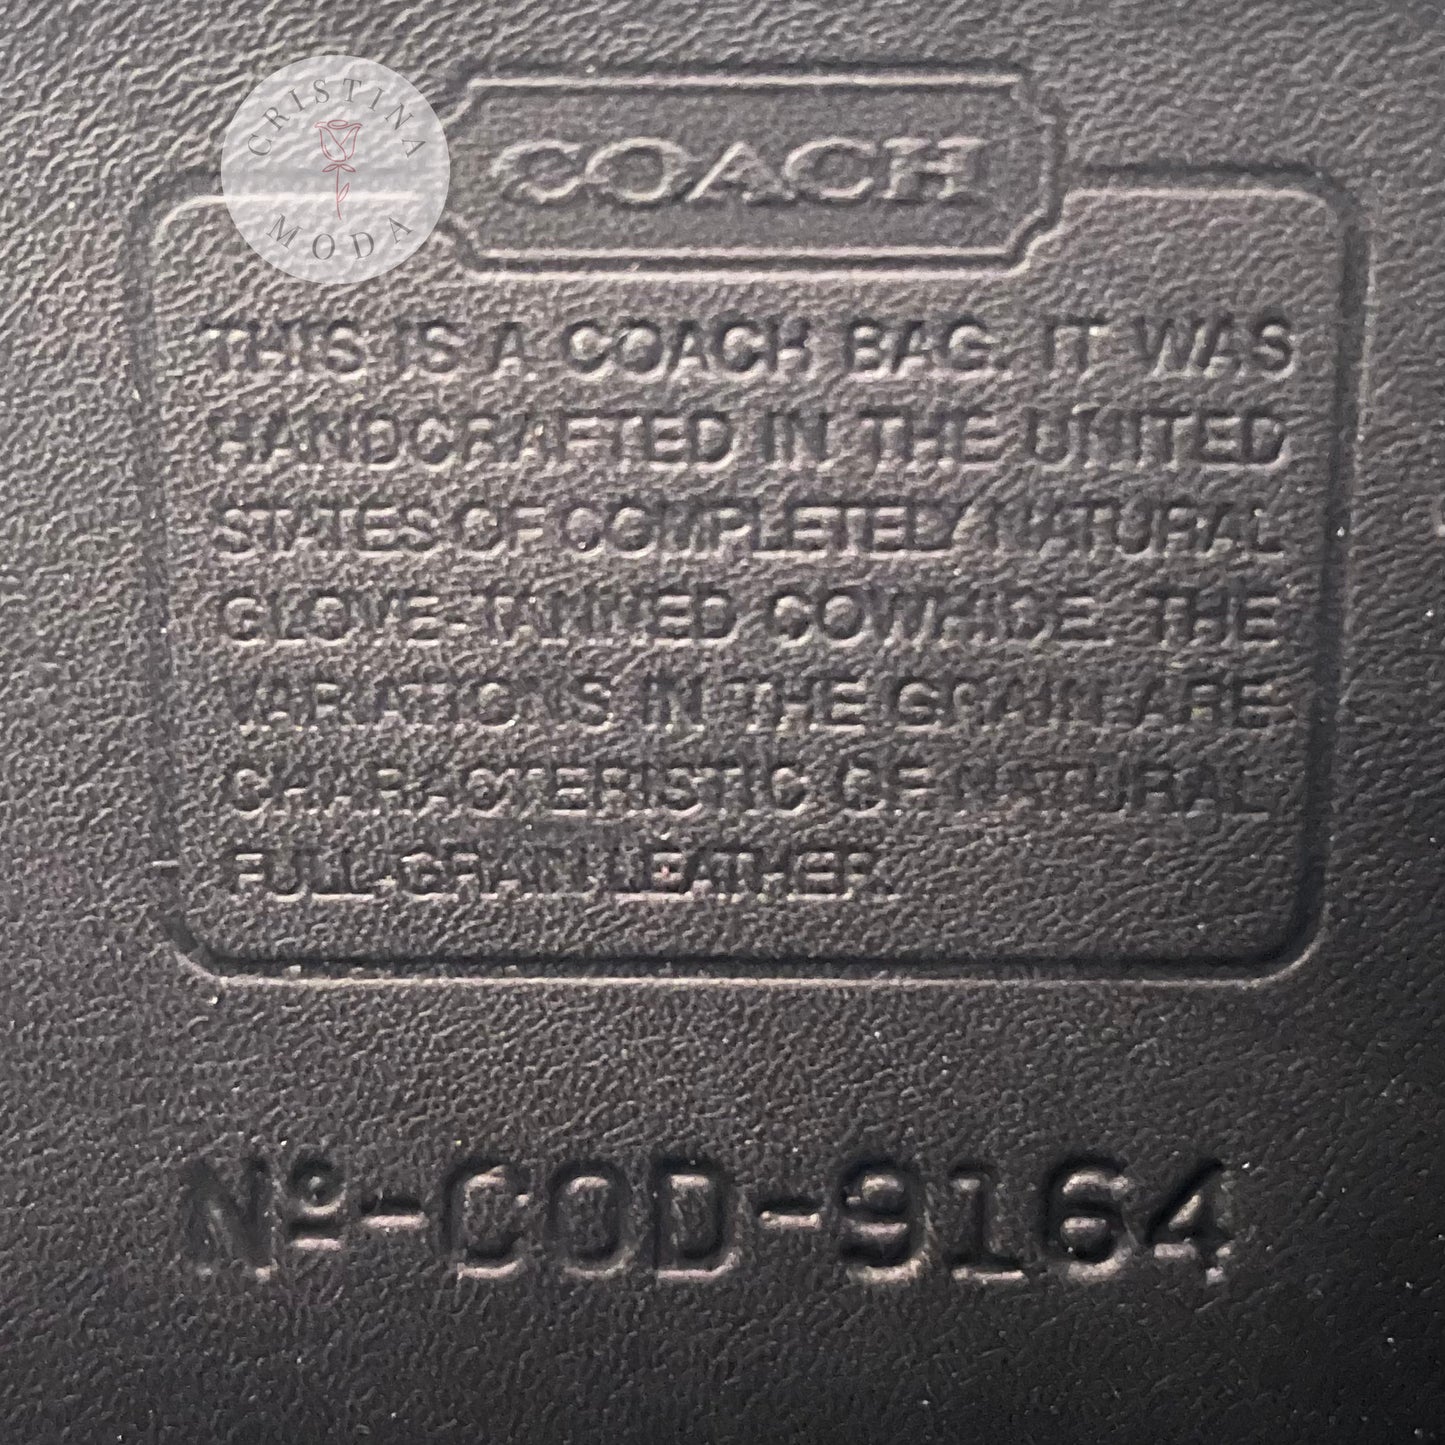 CRISTINA
MODA
COACH
THIS IS A COACH BAG. IT WAS
HANDCRAFTED IN THE UNITED
STATES OF COMPLETELY NATURAL
GLOVE-TANNED COWHIDE. THE
VARIATIONS IN THE GRAIN ARE
CHARACTERISTIC OF NATURAL
FULL-GRAIN LEATHER.
Nº-COD-9164